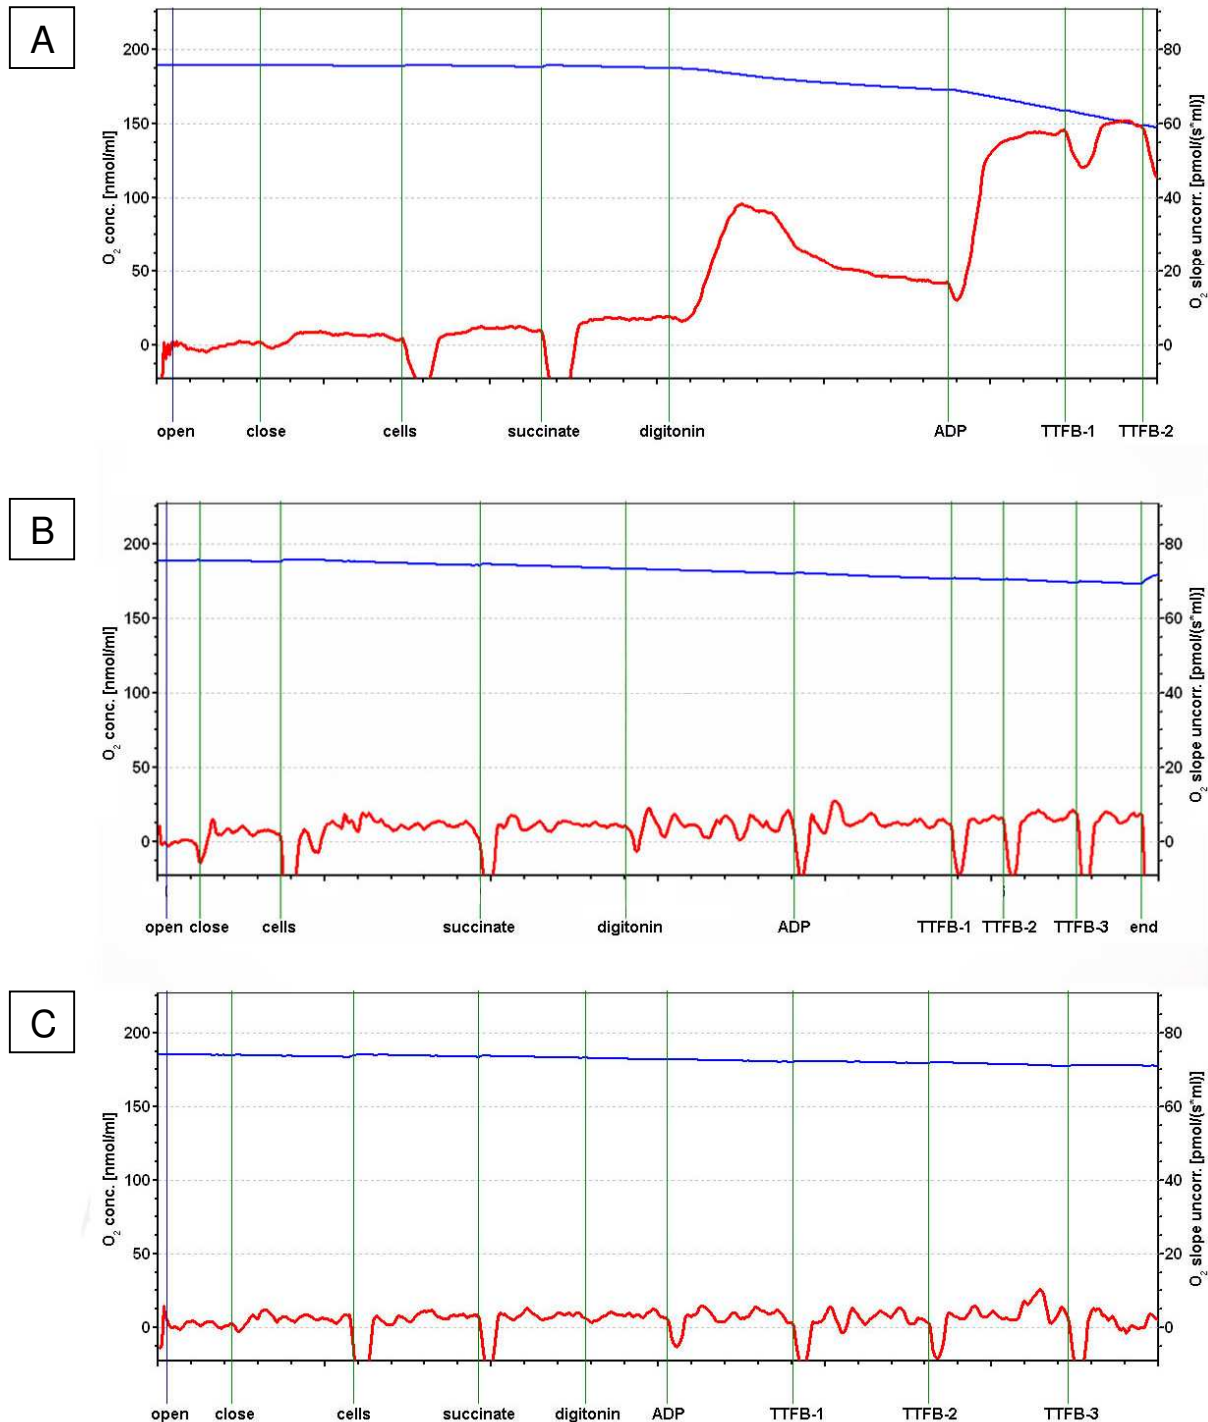 A
200
150
100
50
0
O2 conc. [nmol/ml]
80
60
40
20
0
O2 slope uncorr. [pmol/(s*ml)]
open close cells succinate digitonin ADP TTFB-1 TTFB-2
B
200
150
100
50
0
O2 conc. [nmol/ml]
80
60
40
20
0
O2 slope uncorr. [pmol/(s*ml)]
open close cells succinate digitonin ADP TTFB-1 TTFB-2 TTFB-3 end
C
200
150
100
50
0
O2 conc. [nmol/ml]
80
60
40
20
0
O2 slope uncorr. [pmol/(s*ml)]
open close cells succinate digitonin ADP TTFB-1 TTFB-2 TTFB-3